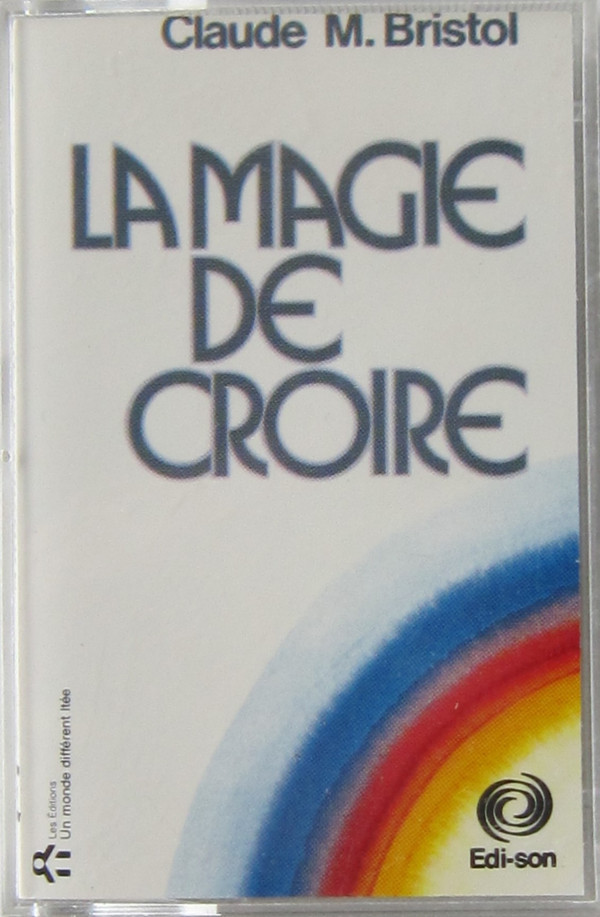 Claude M. Bristol
LA MAGIE
DE
CROIRE
Les Éditions
Un monde différent ltée
Edi-son